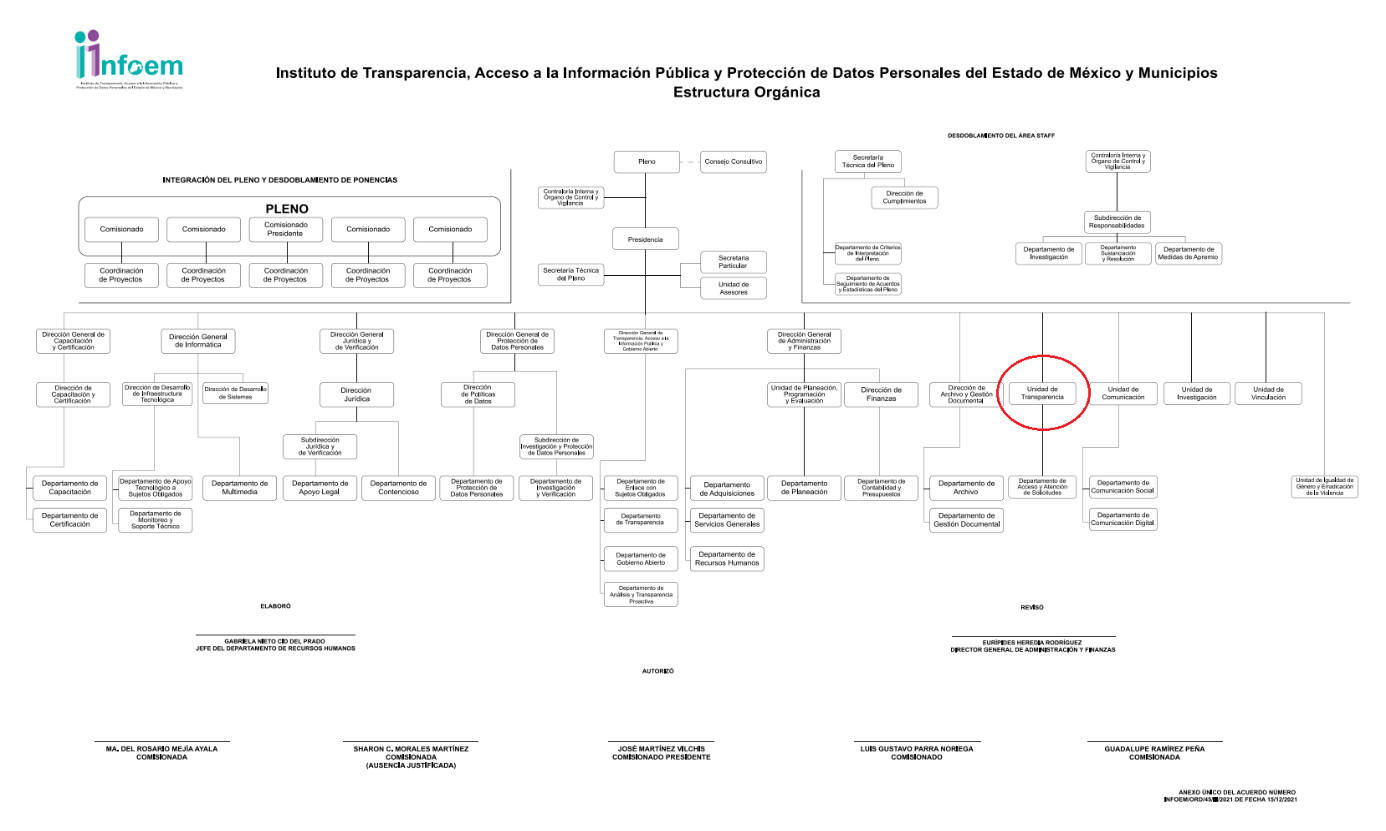 infoem
Instituto de Transparencia, Acceso a la Información Pública y
Protección de Datos Personales del Estado de México y Municipios
Instituto de Transparencia, Acceso a la Información Pública y Protección de Datos Personales del Estado de México y Municipios
Estructura Orgánica
DESDOBLAMIENTO DEL ÁREA STAFF
INTEGRACIÓN DEL PLENO Y DESDOBLAMIENTO DE PONENCIAS
PLENO
Comisionado
Comisionado
Comisionado
Presidente
Comisionado
Comisionado
Coordinación
de Proyectos
Coordinación
de Proyectos
Coordinación
de Proyectos
Coordinación
de Proyectos
Coordinación
de Proyectos
Pleno
Consejo Consultivo
Contraloría Interna y
Órgano de Control y
Vigilancia
Presidencia
Secretaría Técnica
del Pleno
Secretaria
Particular
Unidad de
Asesores
Secretaría
Técnica del Pleno
Dirección de
Cumplimientos
Departamento de Criterios
de Interpretación
del Pleno
Departamento de
Seguimiento de Acuerdos
y Estadísticas del Pleno
Contraloría Interna y
Órgano de Control y
Vigilancia
Subdirección de
Responsabilidades
Departamento de
Investigación
Departamento
Sustanciación
y Resolución
Departamento de
Medidas de Apremio
Dirección General de
Capacitación
y Certificación
Dirección General
de Informática
Dirección General
Jurídica y
de Verificación
Dirección General de
Protección de
Datos Personales
Dirección General de
Transparencia, Acceso a la
Información Pública y
Gobierno Abierto
Dirección General
de Administración
y Finanzas
Dirección de
Capacitación y
Certificación
Dirección de Desarrollo
de Infraestructura
Tecnológica
Dirección de Desarrollo
de Sistemas
Dirección
Jurídica
Dirección
de Políticas
de Datos
Unidad de Planeación,
Programación
y Evaluación
Dirección de
Finanzas
Dirección de
Archivo y Gestión
Documental
Unidad de
Transparencia
Unidad de
Comunicación
Unidad de
Investigación
Unidad de
Vinculación
Subdirección
Jurídica y
de Verificación
Subdirección de
Investigación y Protección
de Datos Personales
Departamento de
Capacitación
Departamento de Apoyo
Tecnológico a
Sujetos Obligados
Departamento de
Multimedia
Departamento de
Apoyo Legal
Departamento de
Contencioso
Departamento de
Protección de
Datos Personales
Departamento de
Investigación
y Verificación
Departamento de
Enlace con
Sujetos Obligados
Departamento
de Adquisiciones
Departamento
de Planeación
Departamento de
Contabilidad y
Presupuestos
Departamento de
Archivo
Departamento de
Acceso y Atención
de Solicitudes
Departamento de
Comunicación Social
Unidad de Igualdad de
Género y Erradicación
de la Violencia
Departamento de
Certificación
Departamento de
Monitoreo y
Soporte Técnico
Departamento
de Transparencia
Departamento de
Servicios Generales
Departamento de
Gestión Documental
Departamento de
Comunicación Digital
Departamento de
Gobierno Abierto
Departamento de
Recursos Humanos
Departamento de
Análisis y Transparencia
Proactiva
ELABORÓ
REVISÓ
GABRIELA NIETO CID DEL PRADO
JEFE DEL DEPARTAMENTO DE RECURSOS HUMANOS
EURÍPIDES HEREDIA RODRÍGUEZ
DIRECTOR GENERAL DE ADMINISTRACIÓN Y FINANZAS
AUTORIZÓ
MA. DEL ROSARIO MEJÍA AYALA
COMISIONADA
SHARON C. MORALES MARTÍNEZ
COMISIONADA
(AUSENCIA JUSTIFICADA)
JOSÉ MARTÍNEZ VILCHIS
COMISIONADO PRESIDENTE
LUIS GUSTAVO PARRA NORIEGA
COMISIONADO
GUADALUPE RAMÍREZ PEÑA
COMISIONADA
ANEXO ÚNICO DEL ACUERDO NÚMERO
2021 DE FECHA 15/12/2021